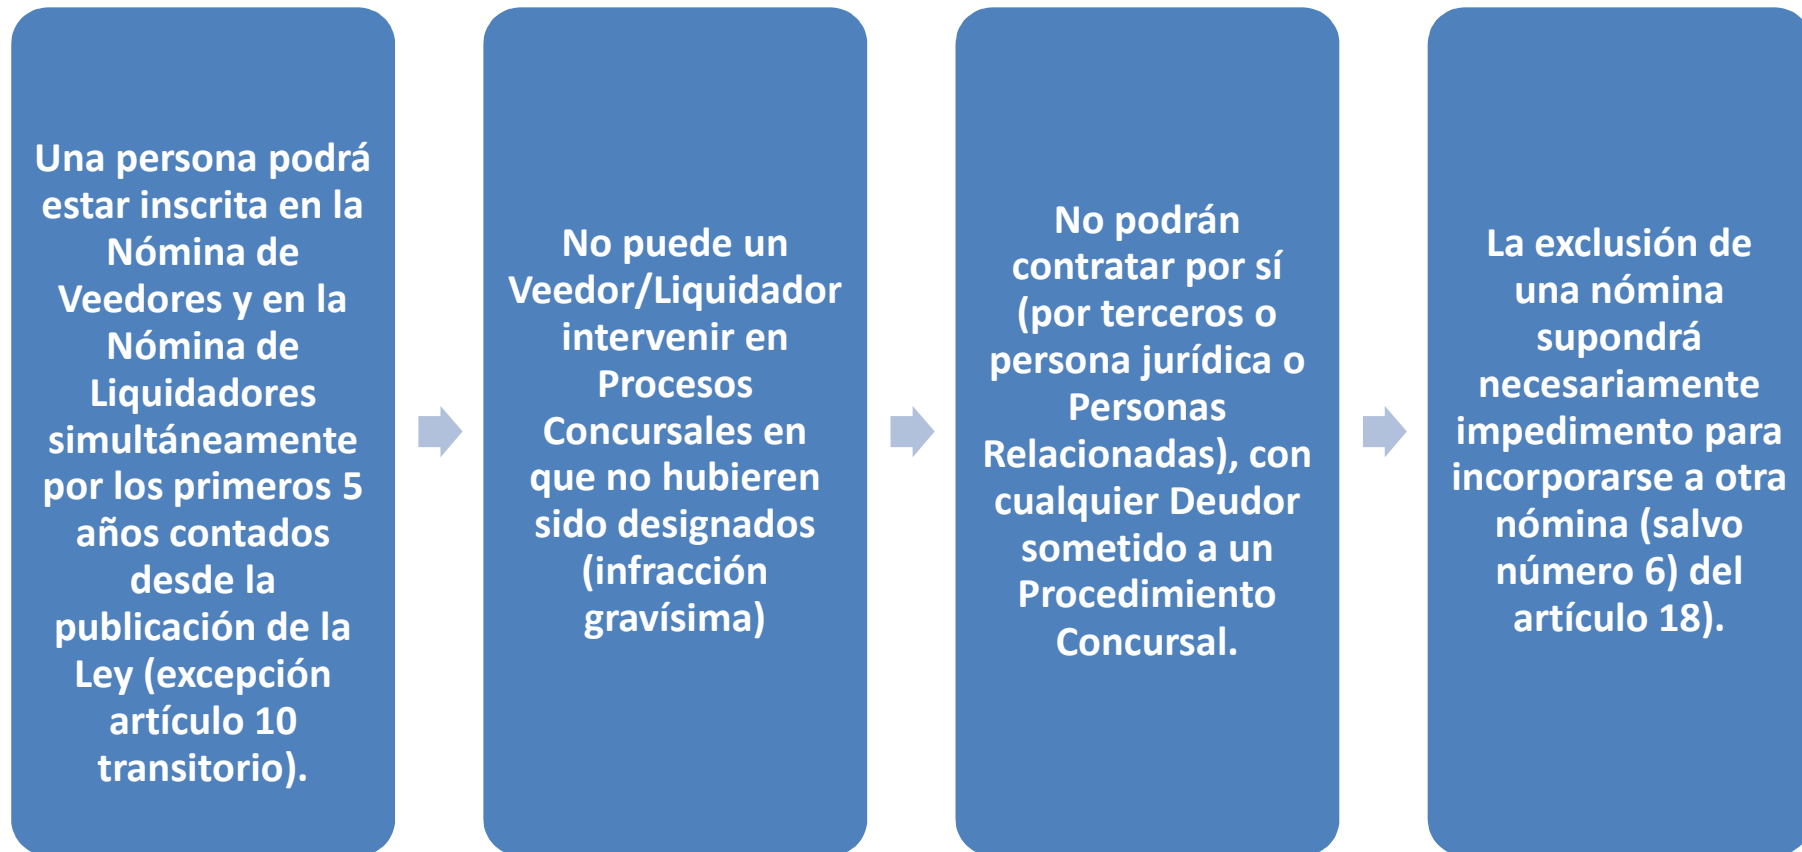 Una persona podrá
estar inscrita en la
Nómina de
Veedores y en la
Nómina de
Liquidadores
simultáneamente
por los primeros 5
años contados
desde la
publicación de la
Ley (excepción
artículo 10
transitorio).
No puede un
Veedor/Liquidador
intervenir en
Procesos
Concursales en
que no hubieren
sido designados
(infracción
gravísima)
No podrán
contratar por sí
(por terceros o
persona jurídica o
Personas
Relacionadas), con
cualquier Deudor
sometido a un
Procedimiento
Concursal.
La exclusión de
una nómina
supondrá
necesariamente
impedimento para
incorporarse a otra
nómina (salvo
número 6) del
artículo 18).